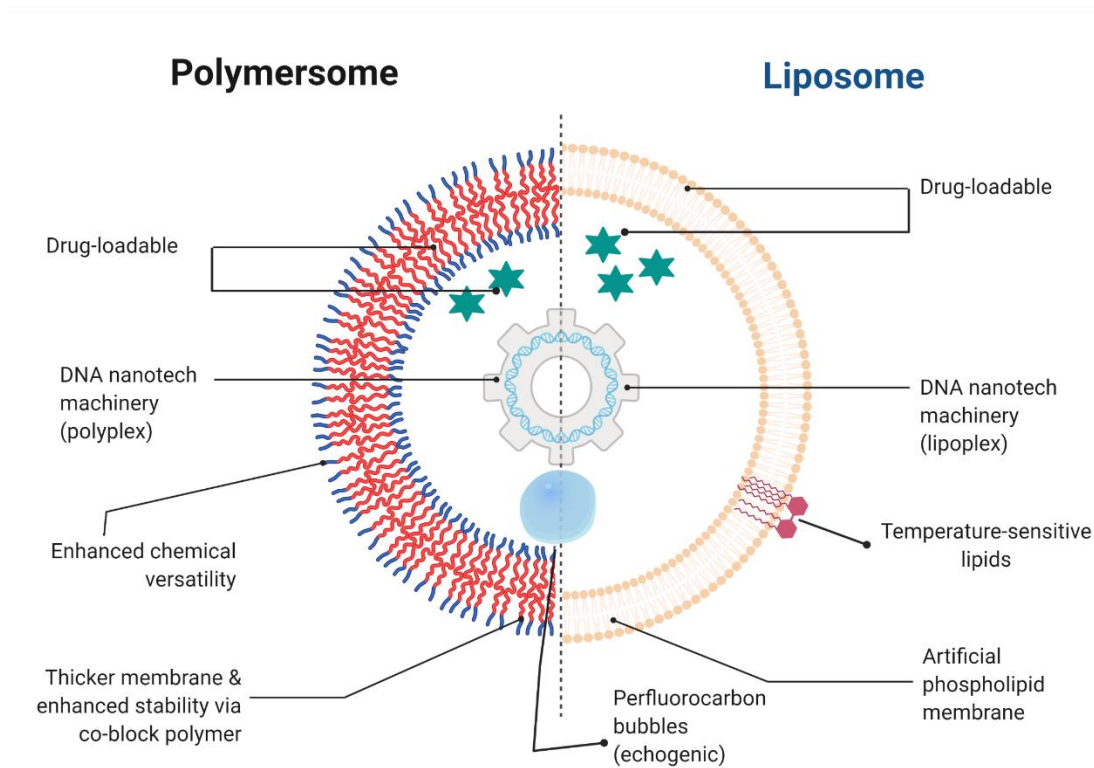 Polymersome
Liposome
Drug-loadable
DNA nanotech
machinery
(polyplex)
Enhanced chemical
versatility
Thicker membrane &
enhanced stability via
co-block polymer
Perfluorocarbon
bubbles
(echogenic)
Drug-loadable
DNA nanotech
machinery
(lipoplex)
Temperature-sensitive
lipids
Artificial
phospholipid
membrane